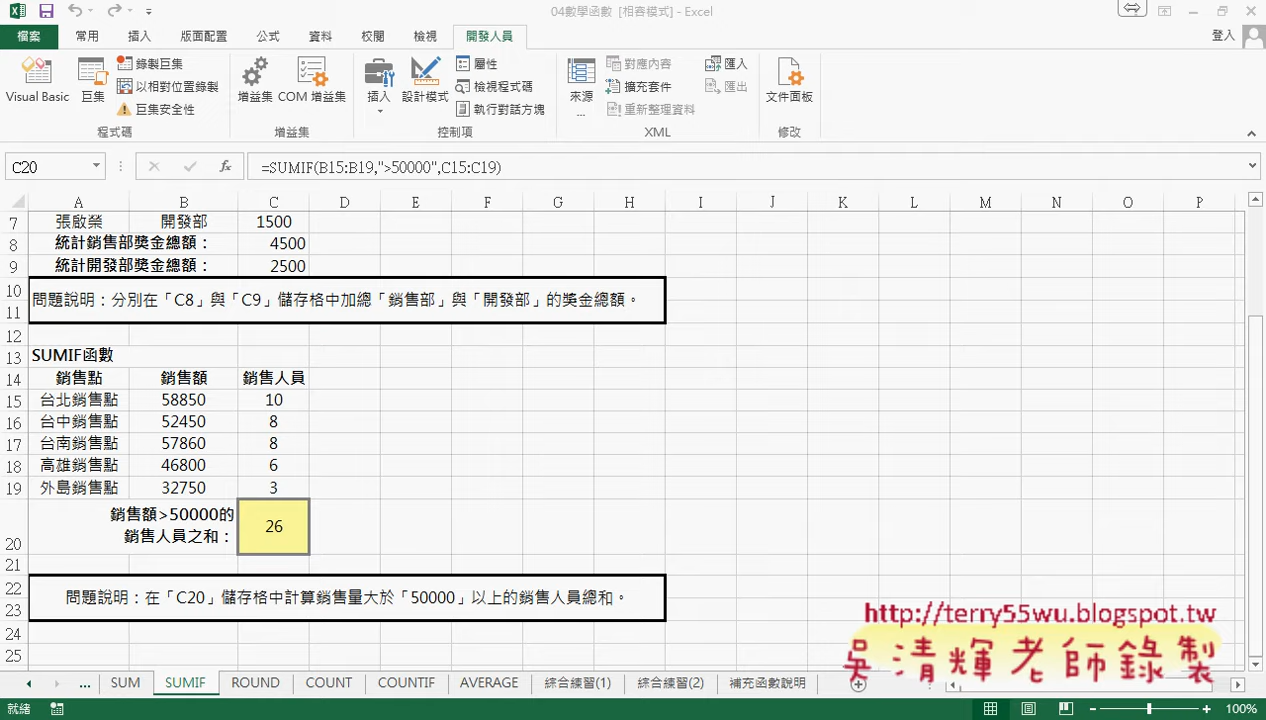 04數學函數 [相容模式] - Excel
檔案 常用 插入 版面配置 公式 資料 校閱 檢視 開發人員 登入
Visual Basic 巨集 錄製巨集 以相對位置錄製 巨集安全性 程式碼
增益集 COM 增益集 增益集
插入 設計模式 屬性 檢視程式碼 執行對話方塊 控制項
來源 ... 對應內容 擴充套件 重新整理資料 匯入 匯出 XML
文件面板 修改
C20 fx =SUMIF(B15:B19,">50000",C15:C19)
A B C D E F G H I J K L M N O P
7 張啟榮 開發部 1500
8 統計銷售部獎金總額： 4500
9 統計開發部獎金總額： 2500
10
問題說明：分別在「C8」與「C9」儲存格中加總「銷售部」與「開發部」的獎金總額。
11
12
13 SUMIF函數
14 銷售點 銷售額 銷售人員
15 台北銷售點 58850 10
16 台中銷售點 52450 8
17 台南銷售點 57860 8
18 高雄銷售點 46800 6
19 外島銷售點 32750 3
銷售額>50000的
銷售人員之和： 26
20
21
22
問題說明：在「C20」儲存格中計算銷售量大於「50000」以上的銷售人員總和。
23
24
25
http://terry55wu.blogspot.tw
吳清輝老師錄製
... SUM SUMIF ROUND COUNT COUNTIF AVERAGE 綜合練習(1) 綜合練習(2) 補充函數說明
就緒 100%